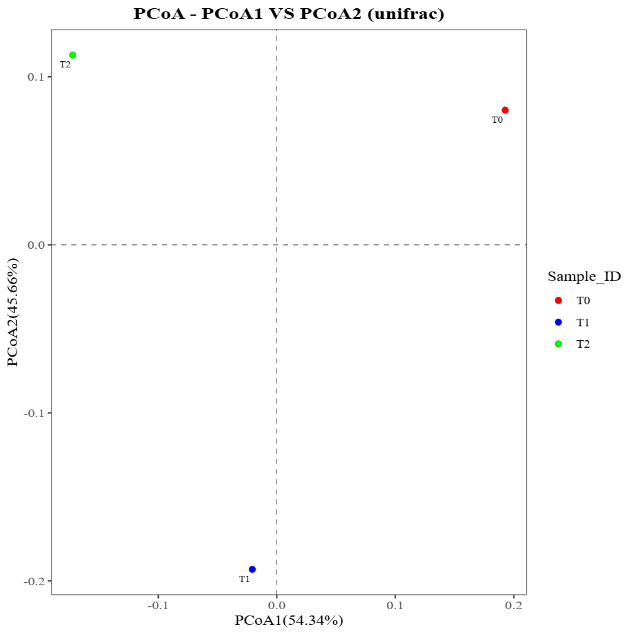 PCoA - PCoA1 VS PCoA2 (unifrac)
T2
0.1
T0
0.0
PCoA2(45.66%)
Sample_ID
T0
T1
T2
-0.1
T1
-0.2
-0.1 0.0 0.1 0.2
PCoA1(54.34%)